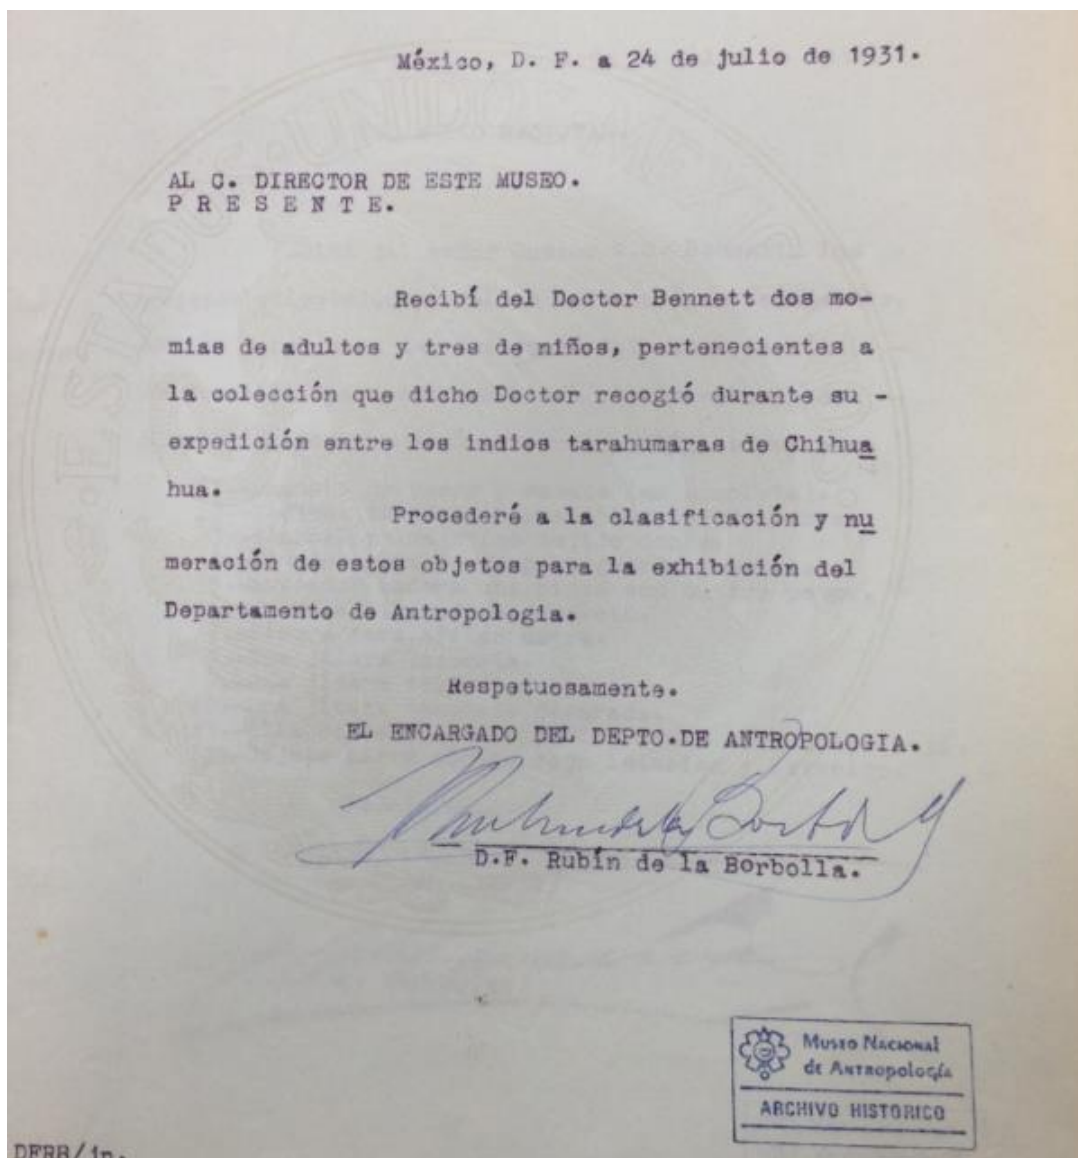 México, D. F. a 24 de julio de 1931.
AL C. DIRECTOR DE ESTE MUSEO.
P R E S E N T E.
Recibí del Doctor Bennett dos mo-
mias de adultos y tres de niños, pertenecientes a
la colección que dicho Doctor recogió durante su -
expedición entre los indios tarahumaras de Chihua
hua.
Procederé a la clasificación y nu
meración de estos objetos para la exhibición del
Departamento de Antropologia.
Respetuosamente.
EL ENCARGADO DEL DEPTO.DE ANTROPOLOGIA.
D.F. Rubín de la Borbolla.
Museo Nacional
de Antropología
ARCHIVO HISTORICO
DFRB/in.